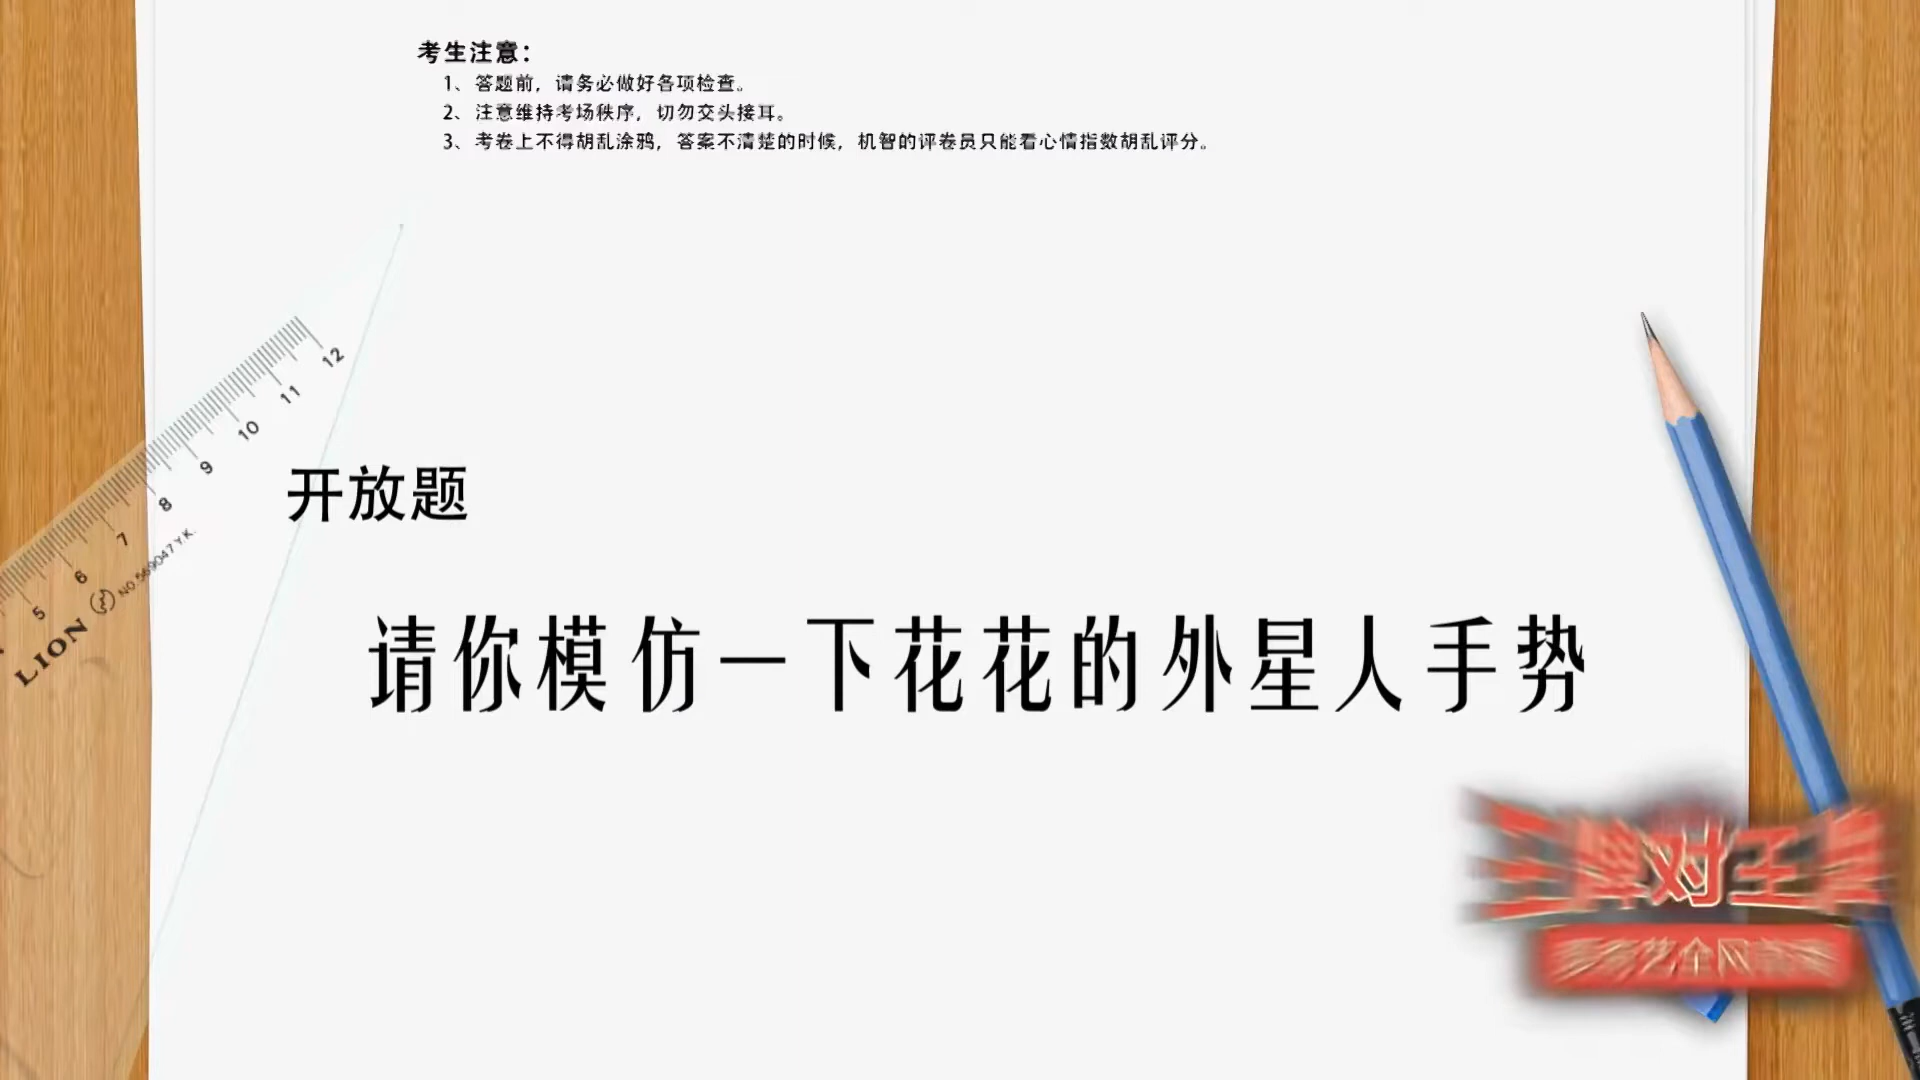 考生注意：
1、答题前，请务必做好各项检查。
2、注意维持考场秩序，切勿交头接耳。
3、考卷上不得胡乱涂鸦，答案不清楚的时候，机智的评卷员只能看心情指数胡乱评分。
12
11
10
9
8
7
6
5
NO.569047 Y.K.
LION
开放题
请你模仿一下花花的外星人手势
王牌对王牌